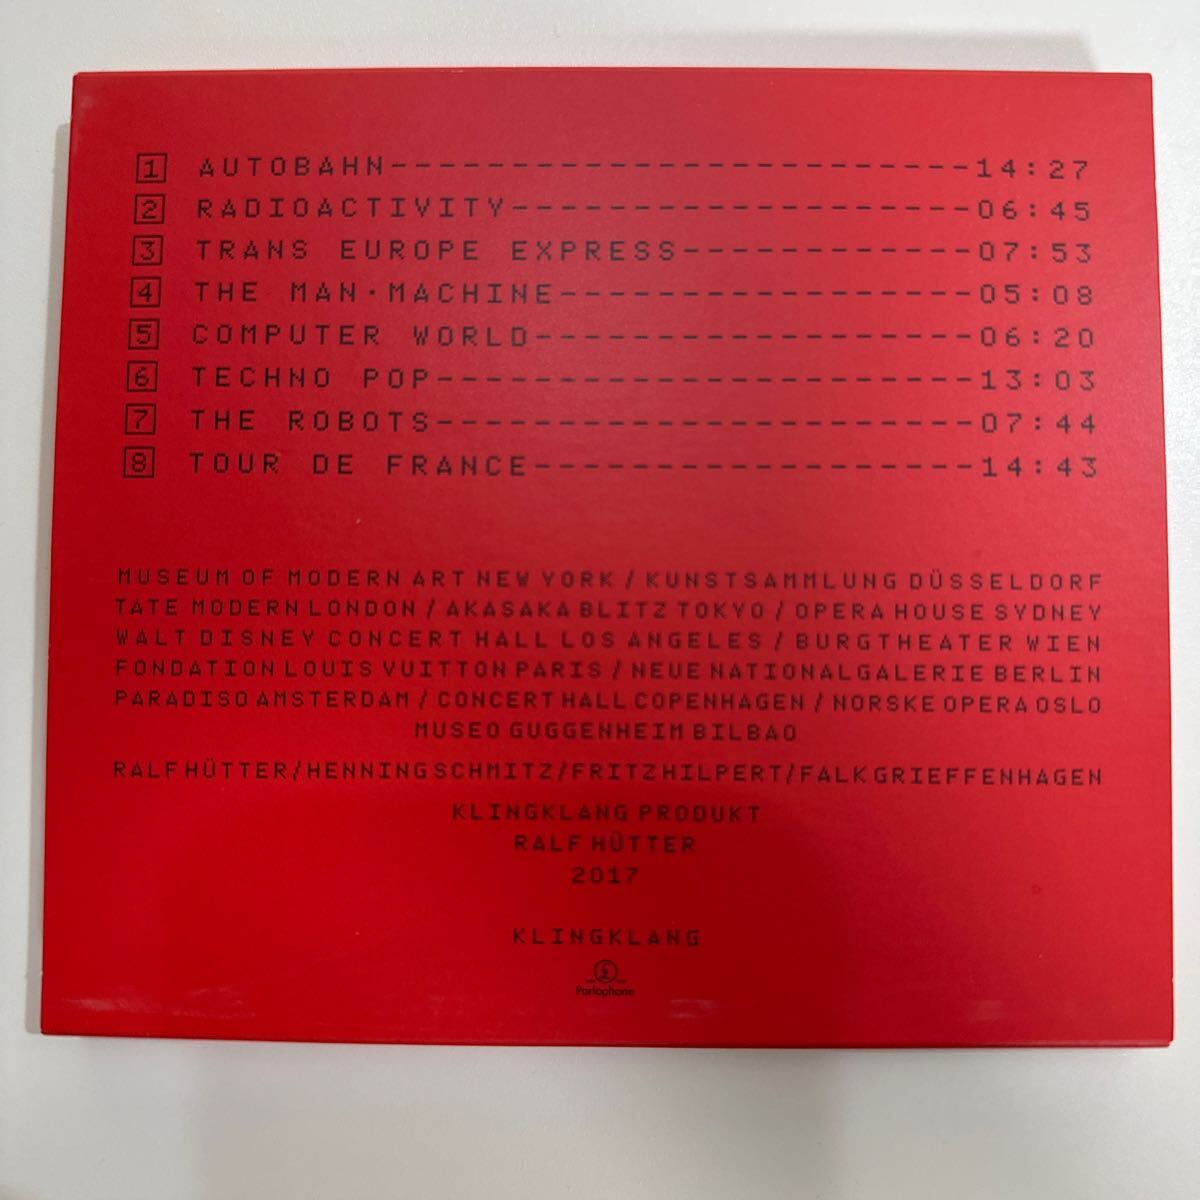 1 AUTOBAHN------------------------14:27
2 RADIOACTIVITY-------------------06:45
3 TRANS EUROPE EXPRESS------------07:53
4 THE MAN·MACHINE-----------------05:08
5 COMPUTER WORLD------------------06:20
6 TECHNO POP----------------------13:03
7 THE ROBOTS----------------------07:44
8 TOUR DE FRANCE------------------14:43
MUSEUM OF MODERN ART NEW YORK / KUNSTSAMMLUNG DÜSSELDORF
TATE MODERN LONDON / AKASAKA BLITZ TOKYO / OPERA HOUSE SYDNEY
WALT DISNEY CONCERT HALL LOS ANGELES / BURGTHEATER WIEN
FONDATION LOUIS VUITTON PARIS / NEUE NATIONALGALERIE BERLIN
PARADISO AMSTERDAM / CONCERT HALL COPENHAGEN / NORSKE OPERA OSLO
MUSEO GUGGENHEIM BILBAO
RALF HÜTTER/HENNING SCHMITZ/FRITZ HILPERT/FALK GRIEFFENHAGEN
KLINGKLANG PRODUKT
RALF HÜTTER
2017
KLINGKLANG
Parlophone